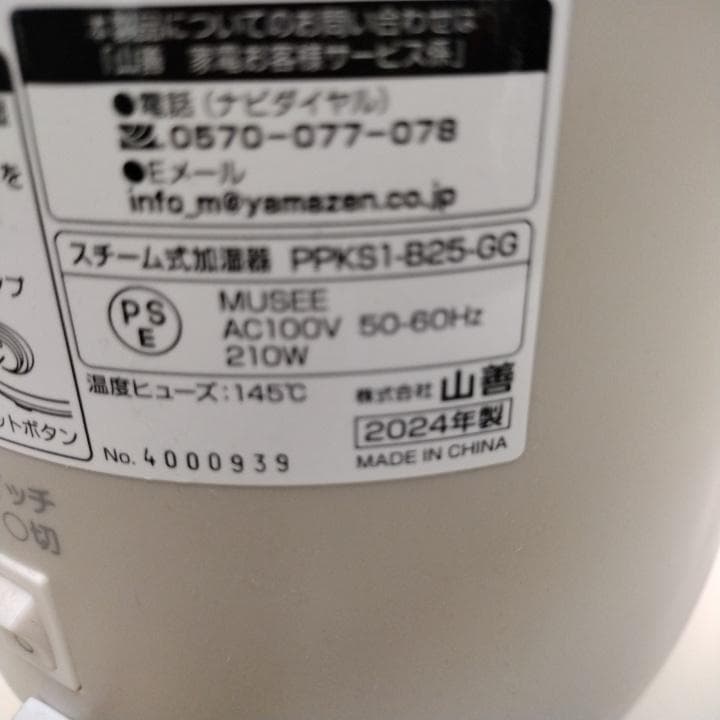 本製品についてのお問い合わせは
「山善 家電お客様サービス係」
●電話(ナビダイヤル)
0570-077-078
●Eメール
info_m@yamazen.co.jp
を
スチーム式加湿器 PPKS1-B25-GG
PSE
MUSEE
AC100V 50-60Hz
210W
温度ヒューズ:145℃
株式会社 山善
2024年製
ットボタン
No. 4000939
MADE IN CHINA
ッチ
○切